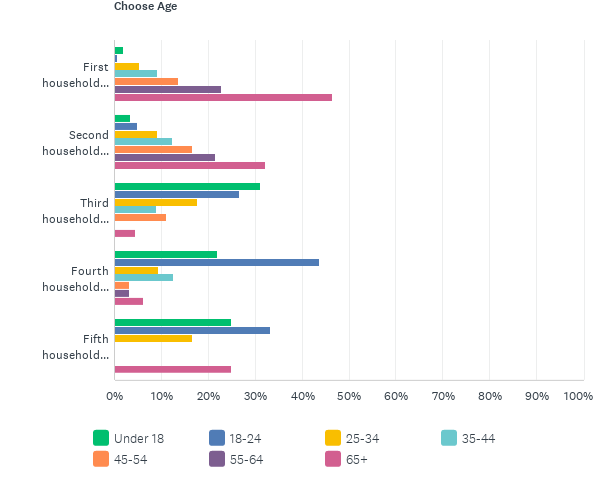 Choose Age
First
household...
Second
household...
Third
household...
Fourth
household...
Fifth
household...
0% 10% 20% 30% 40% 50% 60% 70% 80% 90% 100%
Under 18 18-24 25-34 35-44
45-54 55-64 65+